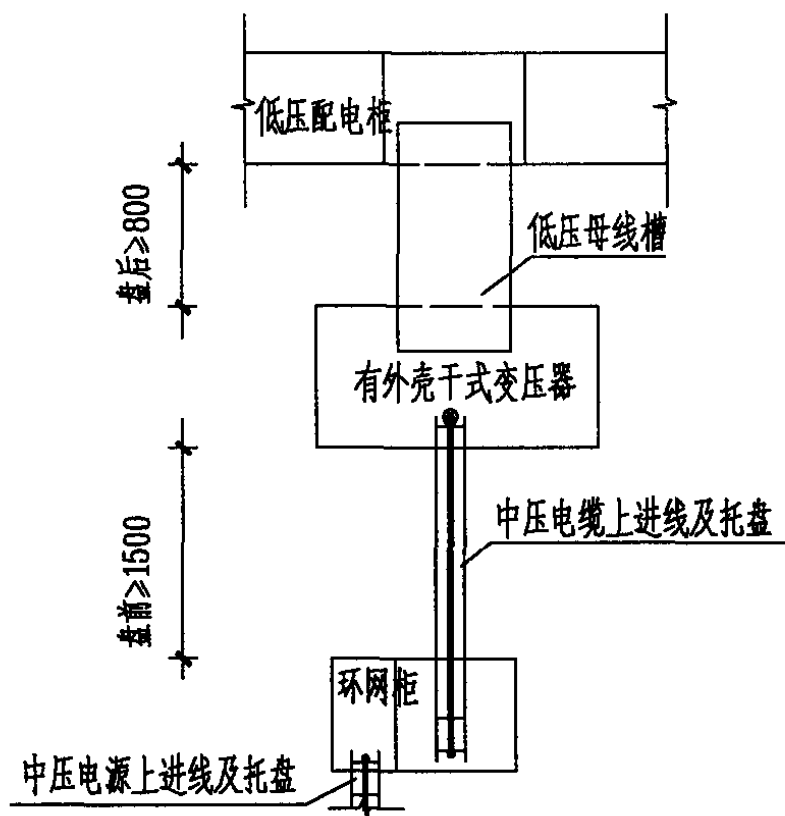 低压配电柜
盘后≥800
低压母线槽
有外壳干式变压器
中压电缆上进线及托盘
盘前≥1500
环网柜
中压电源上进线及托盘